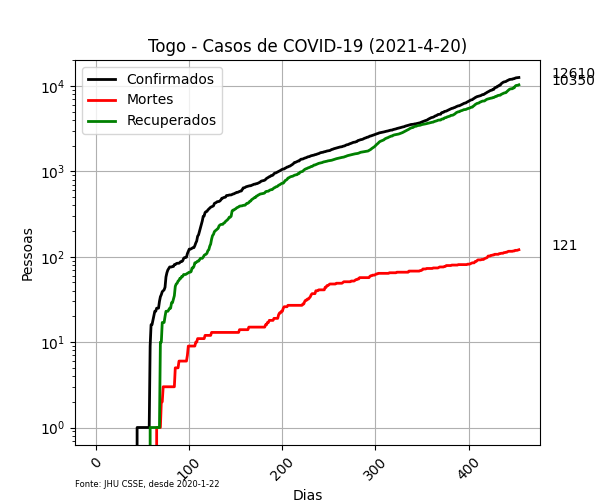 Togo - Casos de COVID-19 (2021-4-20)
Confirmados
Mortes
Recuperados
12610
10350
121
10^4
10^3
10^2
10^1
10^0
Pessoas
0
100
200
300
400
Dias
Fonte: JHU CSSE, desde 2020-1-22